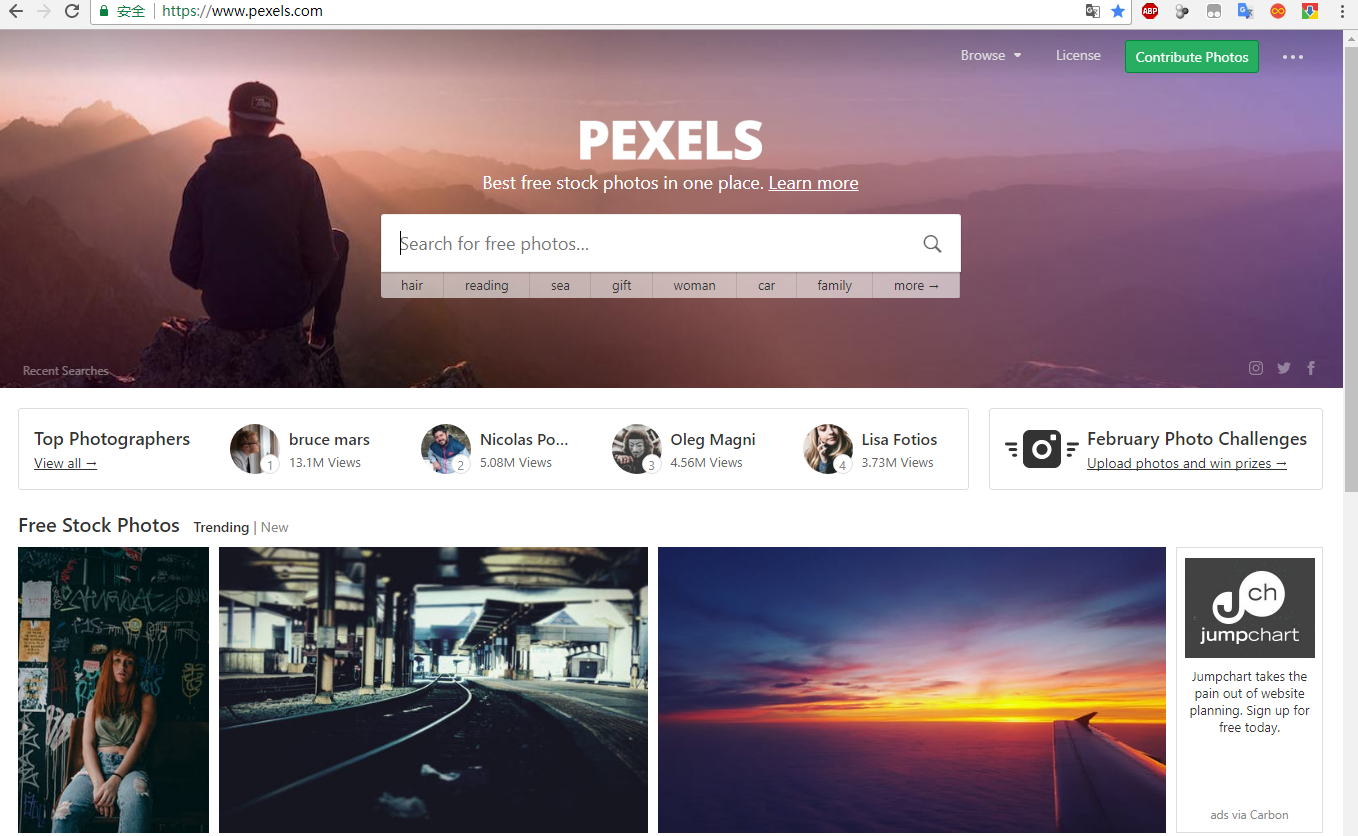 安全 https://www.pexels.com
ABP
Browse License Contribute Photos
PEXELS
Best free stock photos in one place. Learn more
Search for free photos...
hair reading sea gift woman car family more →
Recent Searches
Top Photographers
View all →
bruce mars
13.1M Views
1
Nicolas Po...
5.08M Views
2
Oleg Magni
4.56M Views
3
Lisa Fotios
3.73M Views
4
February Photo Challenges
Upload photos and win prizes →
Free Stock Photos Trending | New
ch
jumpchart
Jumpchart takes the
pain out of website
planning. Sign up for
free today.
ads via Carbon